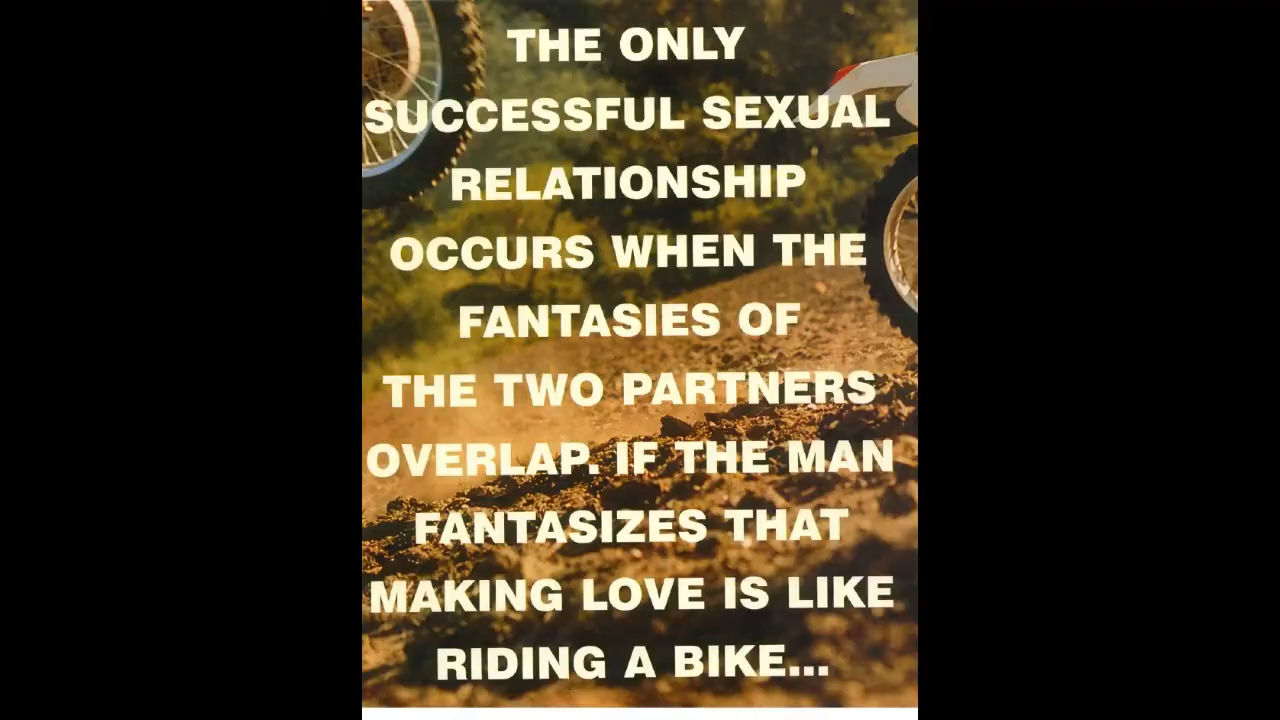 THE ONLY
SUCCESSFUL SEXUAL
RELATIONSHIP
OCCURS WHEN THE
FANTASIES OF
THE TWO PARTNERS
OVERLAP. IF THE MAN
FANTASIZES THAT
MAKING LOVE IS LIKE
RIDING A BIKE...